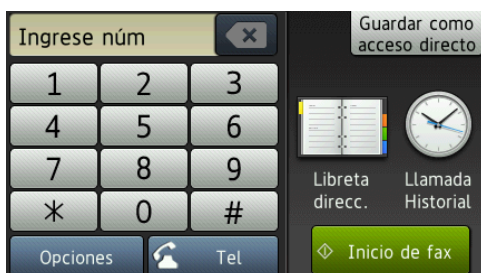 Ingrese núm
Guardar como
acceso directo
1 2 3
4 5 6
7 8 9
* 0 #
Libreta
direcc.
Llamada
Historial
Opciones
Tel
Inicio de fax